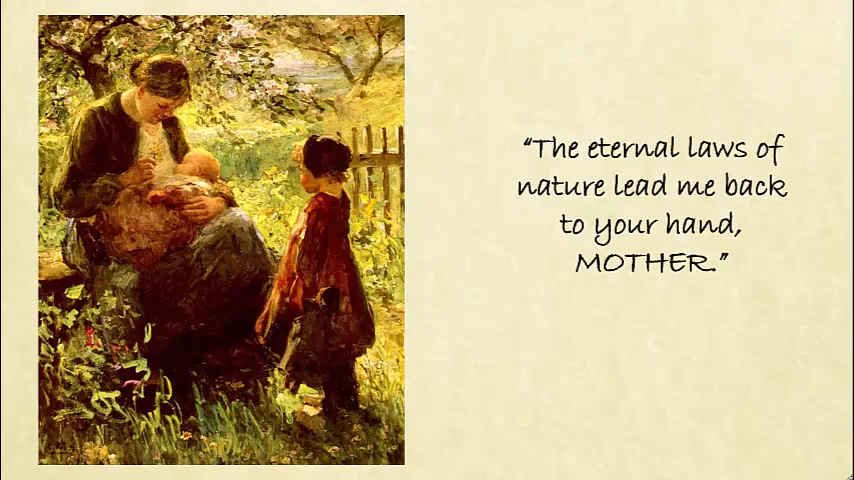 “The eternal laws of
nature lead me back
to your hand,
MOTHER.”